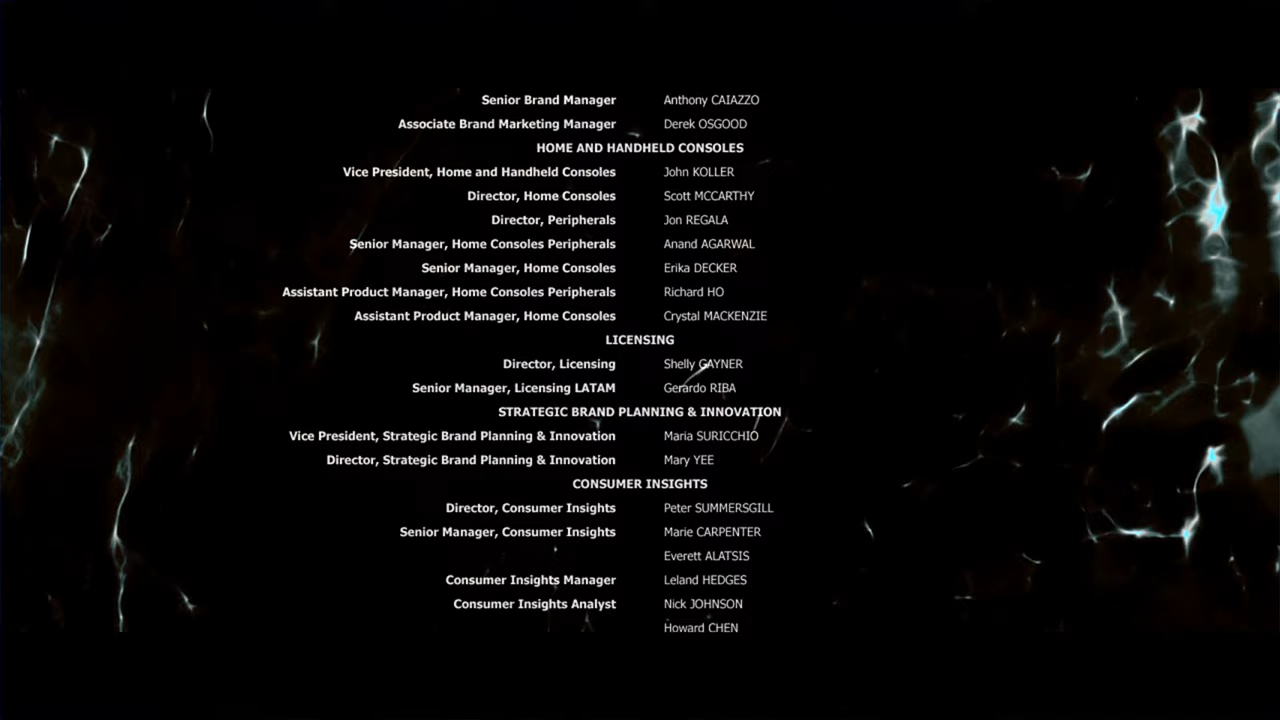 Senior Brand Manager Anthony CAIAZZO
Associate Brand Marketing Manager Derek OSGOOD
HOME AND HANDHELD CONSOLES
Vice President, Home and Handheld Consoles John KOLLER
Director, Home Consoles Scott MCCARTHY
Director, Peripherals Jon REGALA
Senior Manager, Home Consoles Peripherals Anand AGARWAL
Senior Manager, Home Consoles Erika DECKER
Assistant Product Manager, Home Consoles Peripherals Richard HO
Assistant Product Manager, Home Consoles Crystal MACKENZIE
LICENSING
Director, Licensing Shelly GAYNER
Senior Manager, Licensing LATAM Gerardo RIBA
STRATEGIC BRAND PLANNING & INNOVATION
Vice President, Strategic Brand Planning & Innovation Maria SURICCHIO
Director, Strategic Brand Planning & Innovation Mary YEE
CONSUMER INSIGHTS
Director, Consumer Insights Peter SUMMERSGILL
Senior Manager, Consumer Insights Marie CARPENTER
Everett ALATSIS
Consumer Insights Manager Leland HEDGES
Consumer Insights Analyst Nick JOHNSON
Howard CHEN